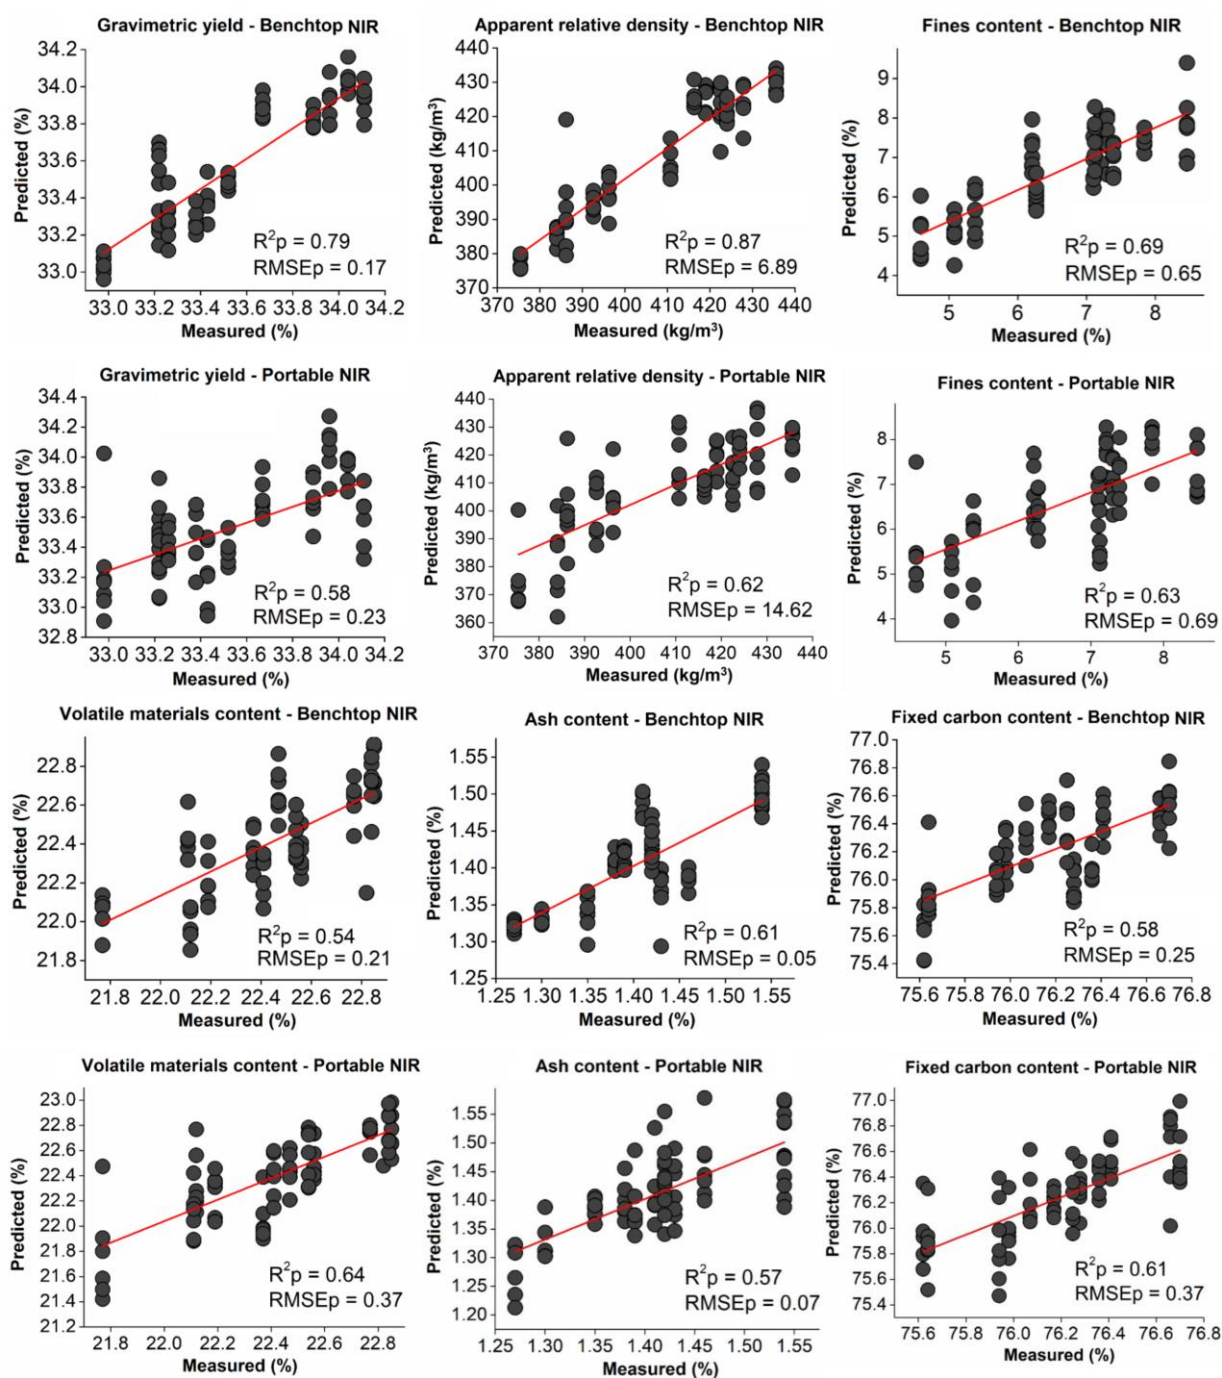 Gravimetric yield - Benchtop NIR
34.2
34.0
33.8
33.6
33.4
33.2
33.0
Predicted (%)
R²p = 0.79
RMSEp = 0.17
33.0 33.2 33.4 33.6 33.8 34.0 34.2
Measured (%)
Apparent relative density - Benchtop NIR
440
430
420
410
400
390
380
370
Predicted (kg/m³)
R²p = 0.87
RMSEp = 6.89
370 380 390 400 410 420 430 440
Measured (kg/m³)
Fines content - Benchtop NIR
9
8
7
6
5
4
Predicted (%)
R²p = 0.69
RMSEp = 0.65
5 6 7 8
Measured (%)
Gravimetric yield - Portable NIR
34.4
34.2
34.0
33.8
33.6
33.4
33.2
33.0
32.8
Predicted (%)
R²p = 0.58
RMSEp = 0.23
33.0 33.2 33.4 33.6 33.8 34.0 34.2
Measured (%)
Apparent relative density - Portable NIR
440
430
420
410
400
390
380
370
360
Predicted (kg/m³)
R²p = 0.62
RMSEp = 14.62
370 380 390 400 410 420 430 440
Measured (kg/m³)
Fines content - Portable NIR
8
7
6
5
4
Predicted (%)
R²p = 0.63
RMSEp = 0.69
5 6 7 8
Measured (%)
Volatile materials content - Benchtop NIR
22.8
22.6
22.4
22.2
22.0
21.8
Predicted (%)
R²p = 0.54
RMSEp = 0.21
21.8 22.0 22.2 22.4 22.6 22.8
Measured (%)
Ash content - Benchtop NIR
1.55
1.50
1.45
1.40
1.35
1.30
1.25
Predicted (%)
R²p = 0.61
RMSEp = 0.05
1.25 1.30 1.35 1.40 1.45 1.50 1.55
Measured (%)
Fixed carbon content - Benchtop NIR
77.0
76.8
76.6
76.4
76.2
76.0
75.8
75.6
75.4
Predicted (%)
R²p = 0.58
RMSEp = 0.25
75.6 75.8 76.0 76.2 76.4 76.6 76.8
Measured (%)
Volatile materials content - Portable NIR
23.0
22.8
22.6
22.4
22.2
22.0
21.8
21.6
21.4
21.2
Predicted (%)
R²p = 0.64
RMSEp = 0.37
21.8 22.0 22.2 22.4 22.6 22.8
Measured (%)
Ash content - Portable NIR
1.55
1.50
1.45
1.40
1.35
1.30
1.25
1.20
Predicted (%)
R²p = 0.57
RMSEp = 0.07
1.25 1.30 1.35 1.40 1.45 1.50 1.55
Measured (%)
Fixed carbon content - Portable NIR
77.0
76.8
76.6
76.4
76.2
76.0
75.8
75.6
75.4
Predicted (%)
R²p = 0.61
RMSEp = 0.37
75.6 75.8 76.0 76.2 76.4 76.6 76.8
Measured (%)